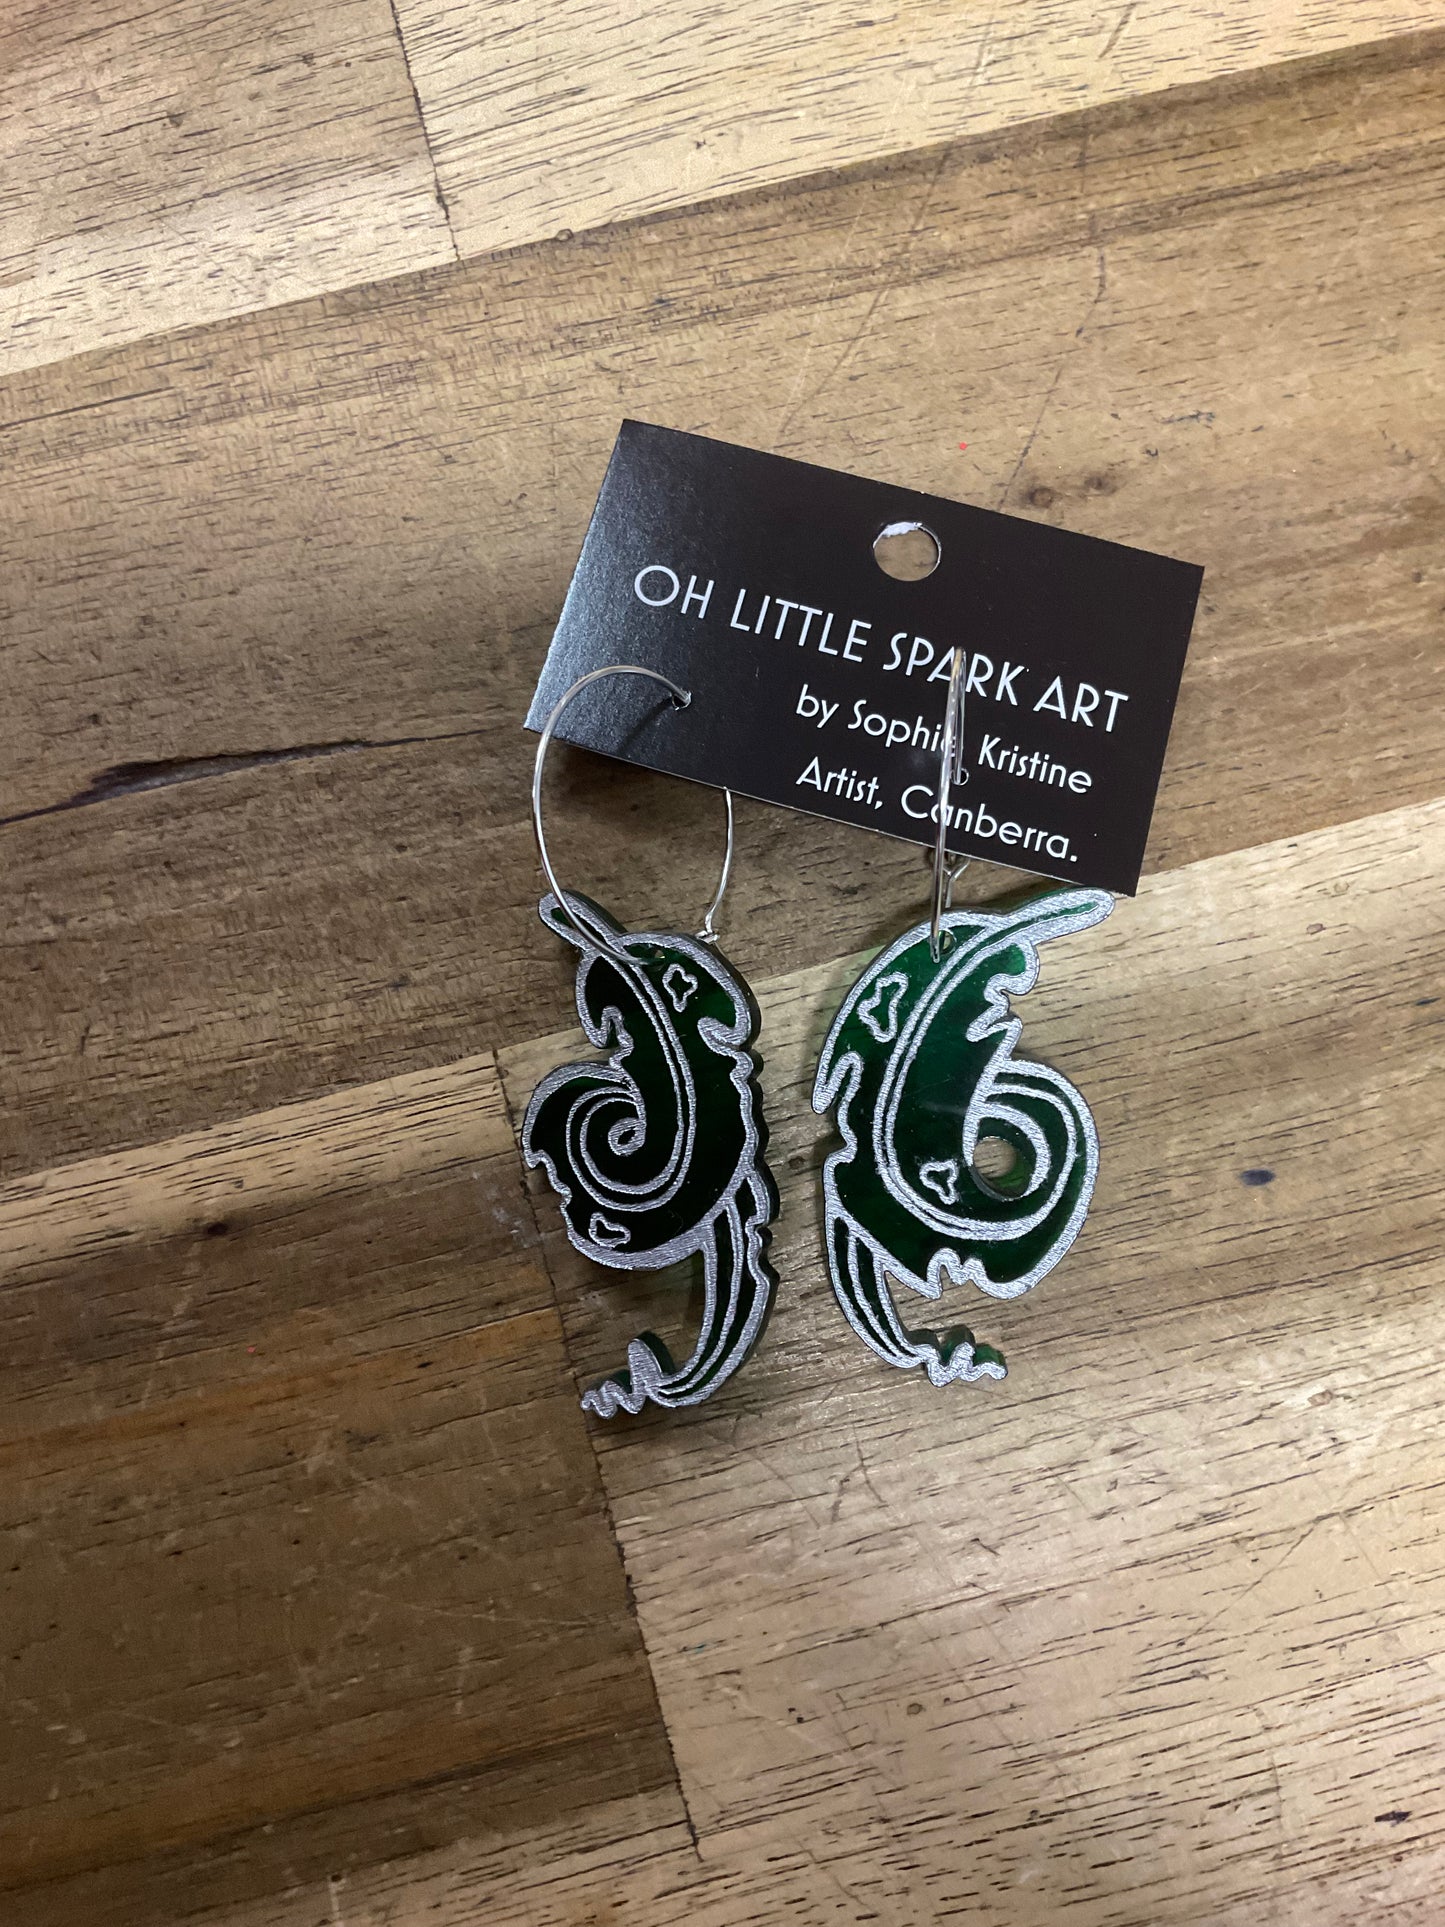 OH LITTLE SPARK ART
by Sophie Kristine
Artist, Canberra.